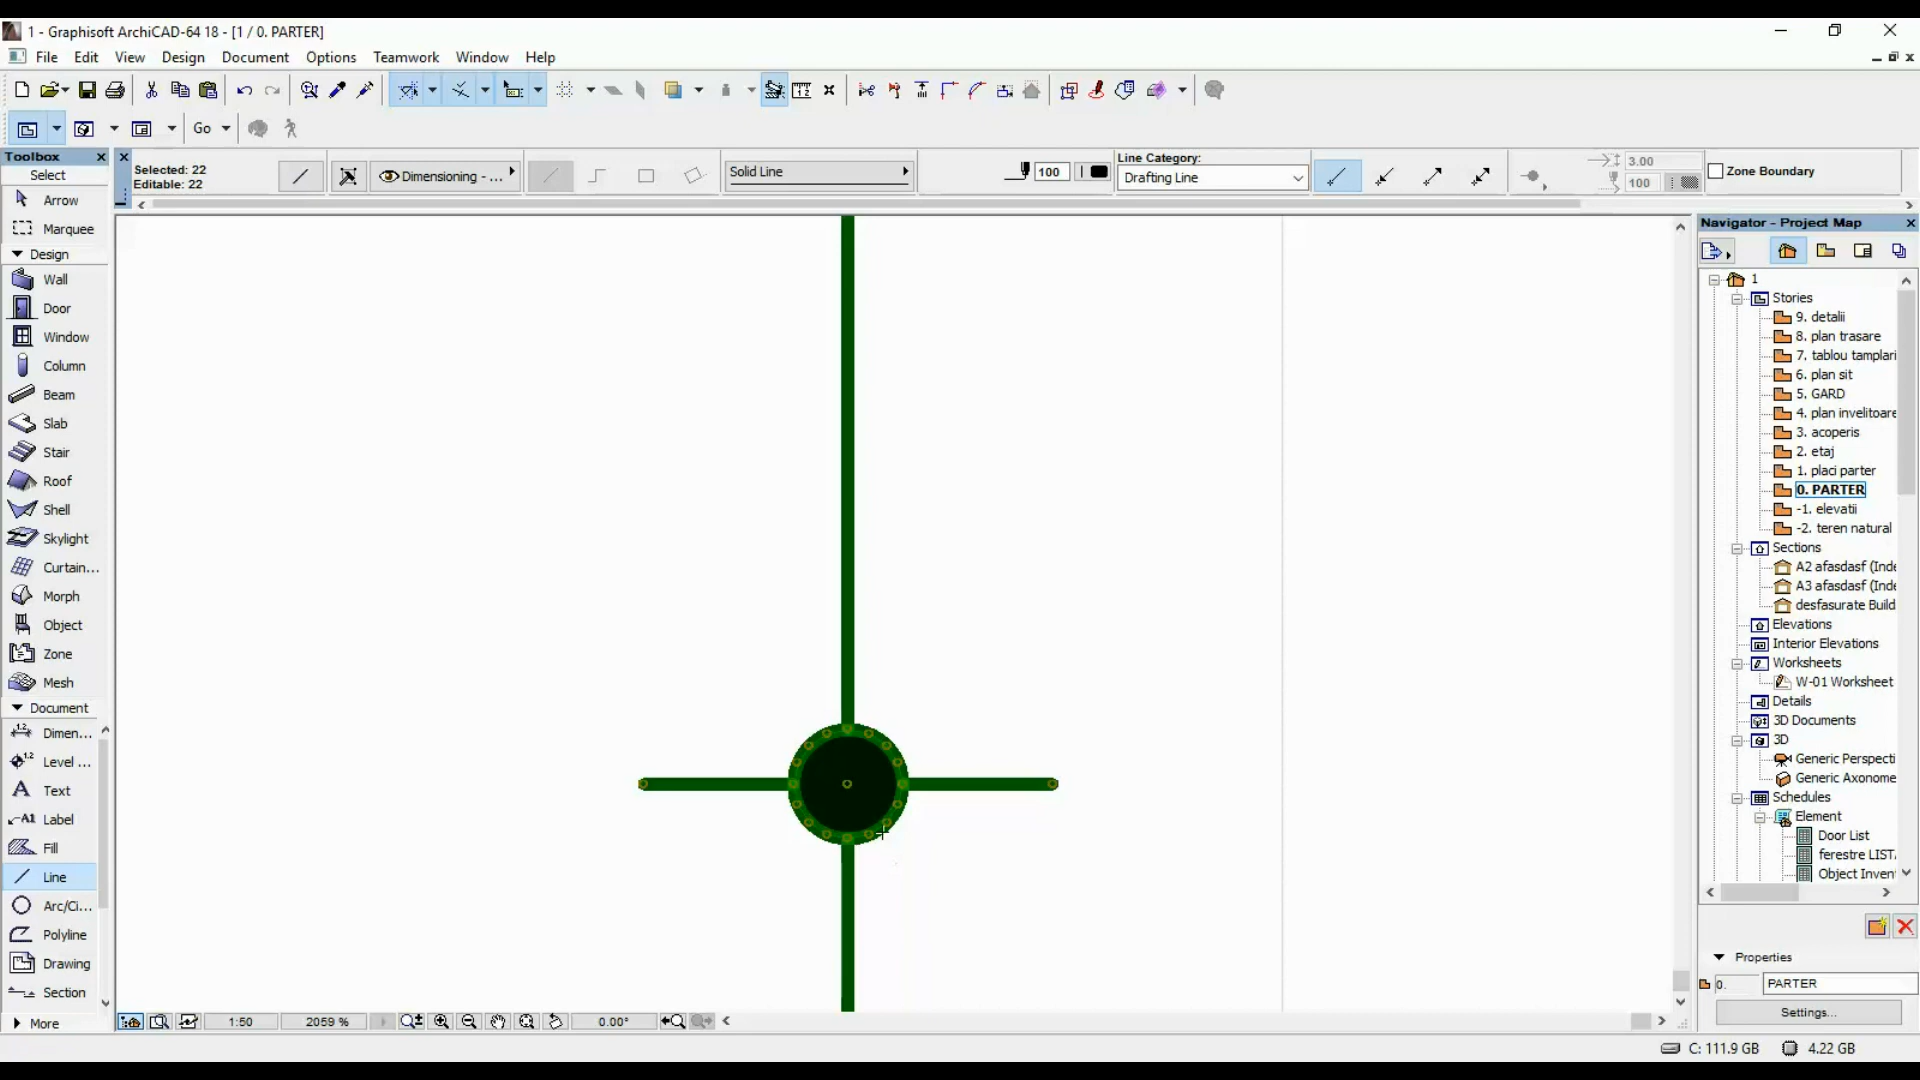 1 - Graphisoft ArchiCAD-64 18 - [1 / 0. PARTER]
File Edit View Design Document Options Teamwork Window Help
Go
Toolbox
Select
Arrow
Marquee
Design
Wall
Door
Window
Column
Beam
Slab
Stair
Roof
Shell
Skylight
Curtain...
Morph
Object
Zone
Mesh
Document
Dimen...
Level ...
Text
Label
Fill
Line
Arc/Ci...
Polyline
Drawing
Section
More
Selected: 22
Editable: 22
Dimensioning - ...
Solid Line
100
Line Category:
Drafting Line
3.00
100
Zone Boundary
Navigator - Project Map
1
Stories
9. detalii
8. plan trasare
7. tablou tamplari
6. plan sit
5. GARD
4. plan invelitoare
3. acoperis
2. etaj
1. placi parter
0. PARTER
-1. elevatii
-2. teren natural
Sections
A2 afasdasf (Inde
A3 afasdasf (Inde
desfasurate Build
Elevations
Interior Elevations
Worksheets
W-01 Worksheet
Details
3D Documents
3D
Generic Perspecti
Generic Axonome
Schedules
Element
Door List
ferestre LIST
Object Inven
Properties
0. PARTER
Settings...
1:50 2059 % 0.00°
C: 111.9 GB 4.22 GB